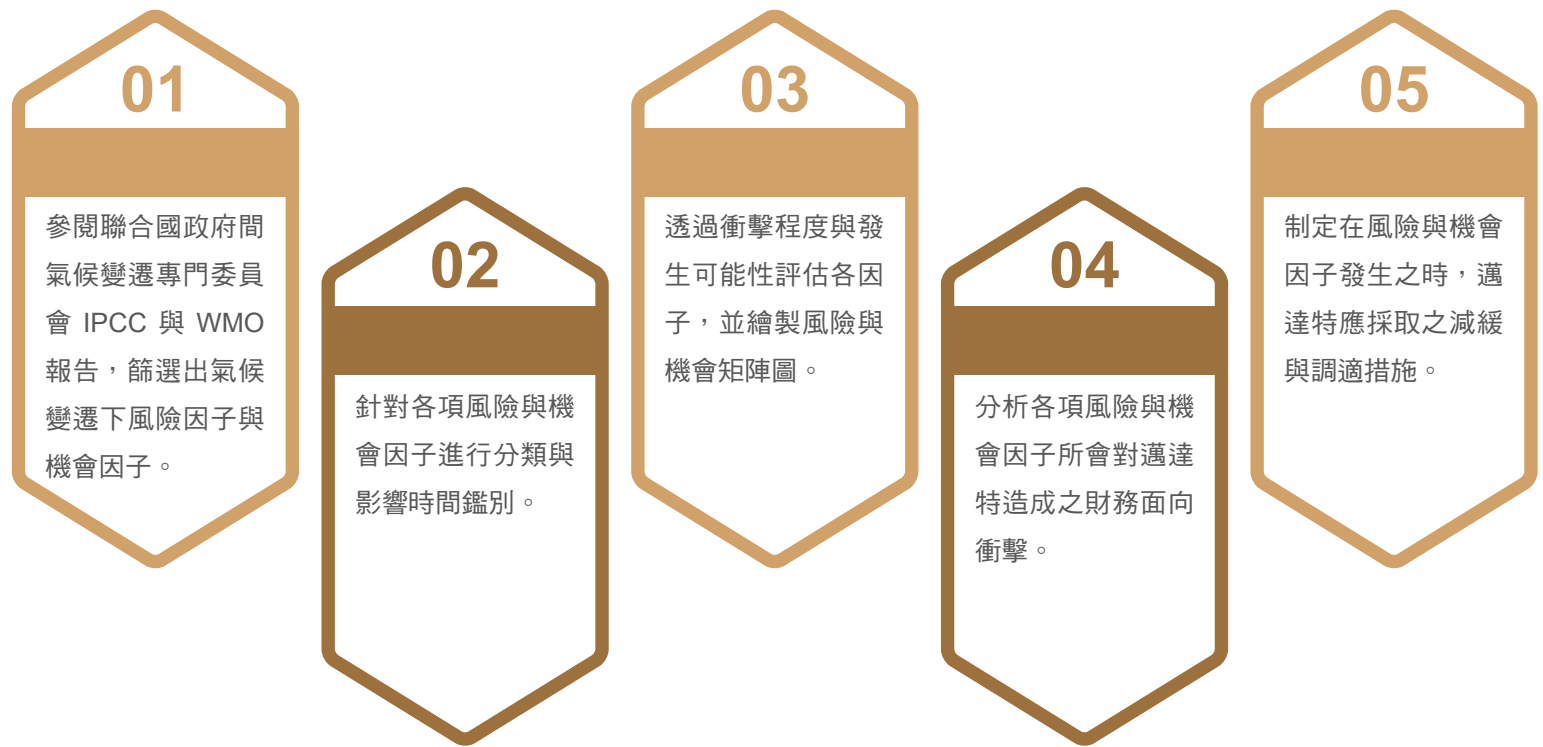 01
參閱聯合國政府間
氣候變遷專門委員
會 IPCC 與 WMO
報告，篩選出氣候
變遷下風險因子與
機會因子。
02
針對各項風險與機
會因子進行分類與
影響時間鑑別。
03
透過衝擊程度與發
生可能性評估各因
子，並繪製風險與
機會矩陣圖。
04
分析各項風險與機
會因子所會對邁達
特造成之財務面向
衝擊。
05
制定在風險與機會
因子發生之時，邁
達特應採取之減緩
與調適措施。